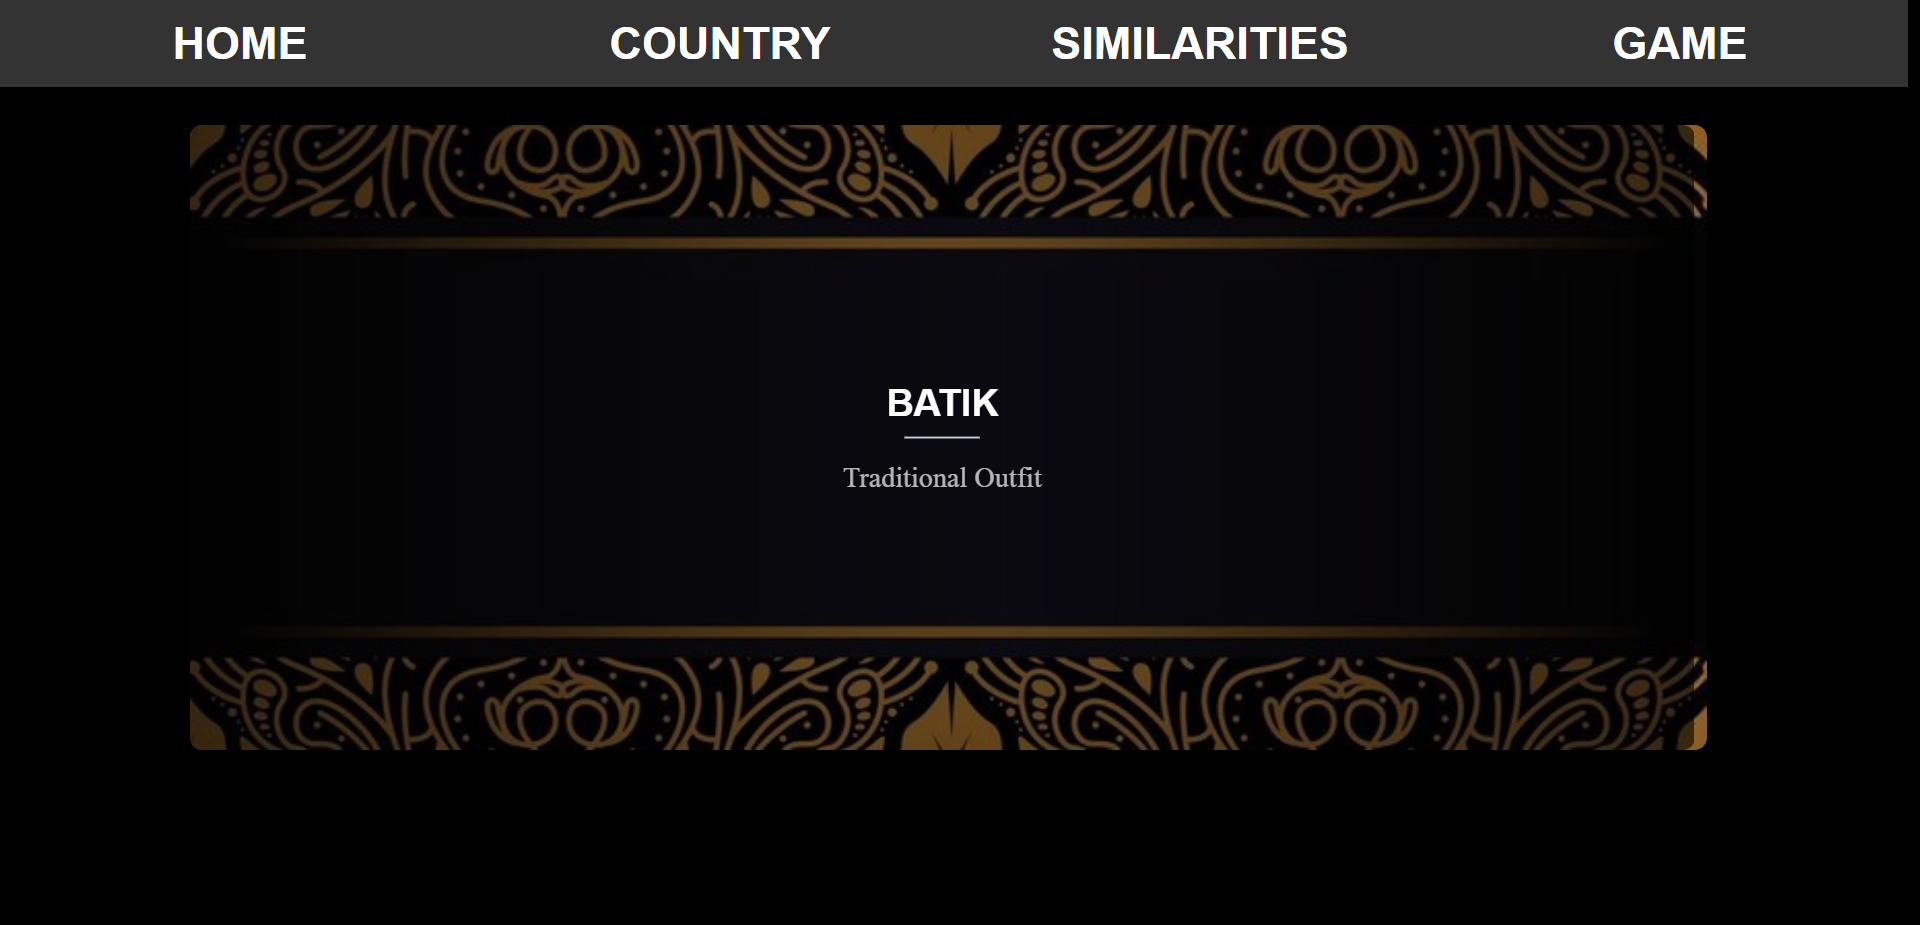 HOME COUNTRY SIMILARITIES GAME
BATIK
Traditional Outfit